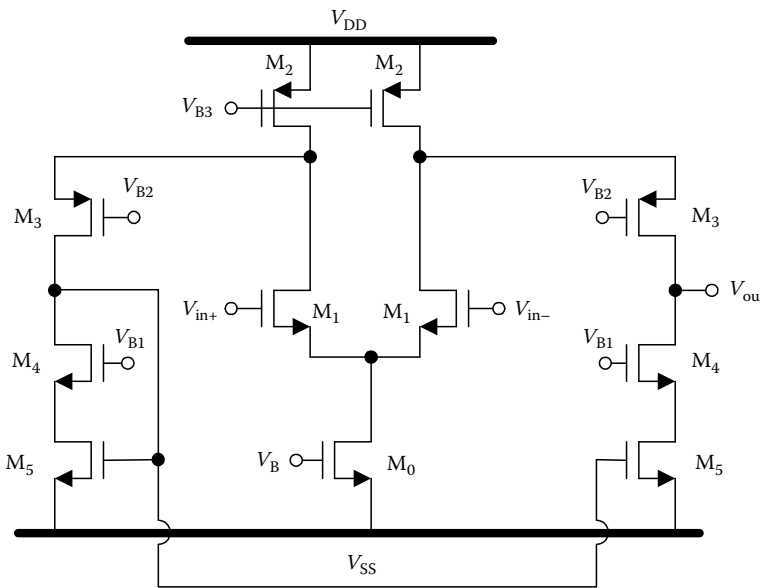 V_DD
M_2 M_2
V_B3
V_B2 V_B2
M_3 M_3
V_in+ M_1 M_1 V_in− V_ou
V_B1 V_B1
M_4 M_4
M_5 V_B M_0 M_5
V_SS